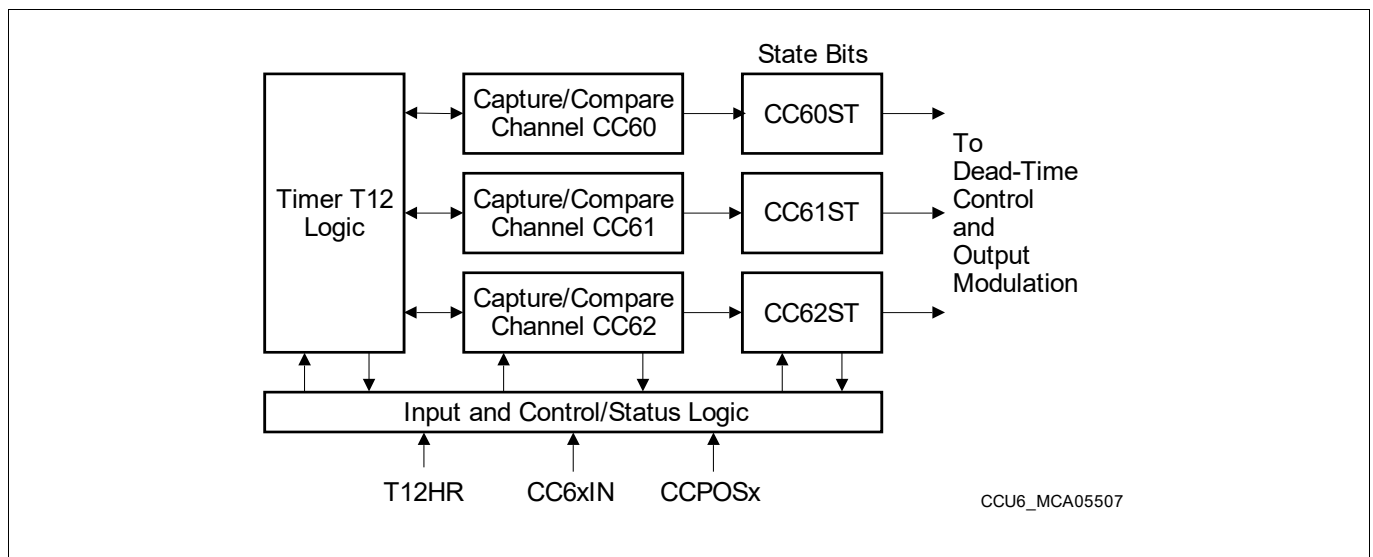 State Bits
Timer T12
Logic
Capture/Compare
Channel CC60
CC60ST
Capture/Compare
Channel CC61
CC61ST
Capture/Compare
Channel CC62
CC62ST
To
Dead-Time
Control
and
Output
Modulation
Input and Control/Status Logic
T12HR
CC6xIN
CCPOSx
CCU6_MCA05507